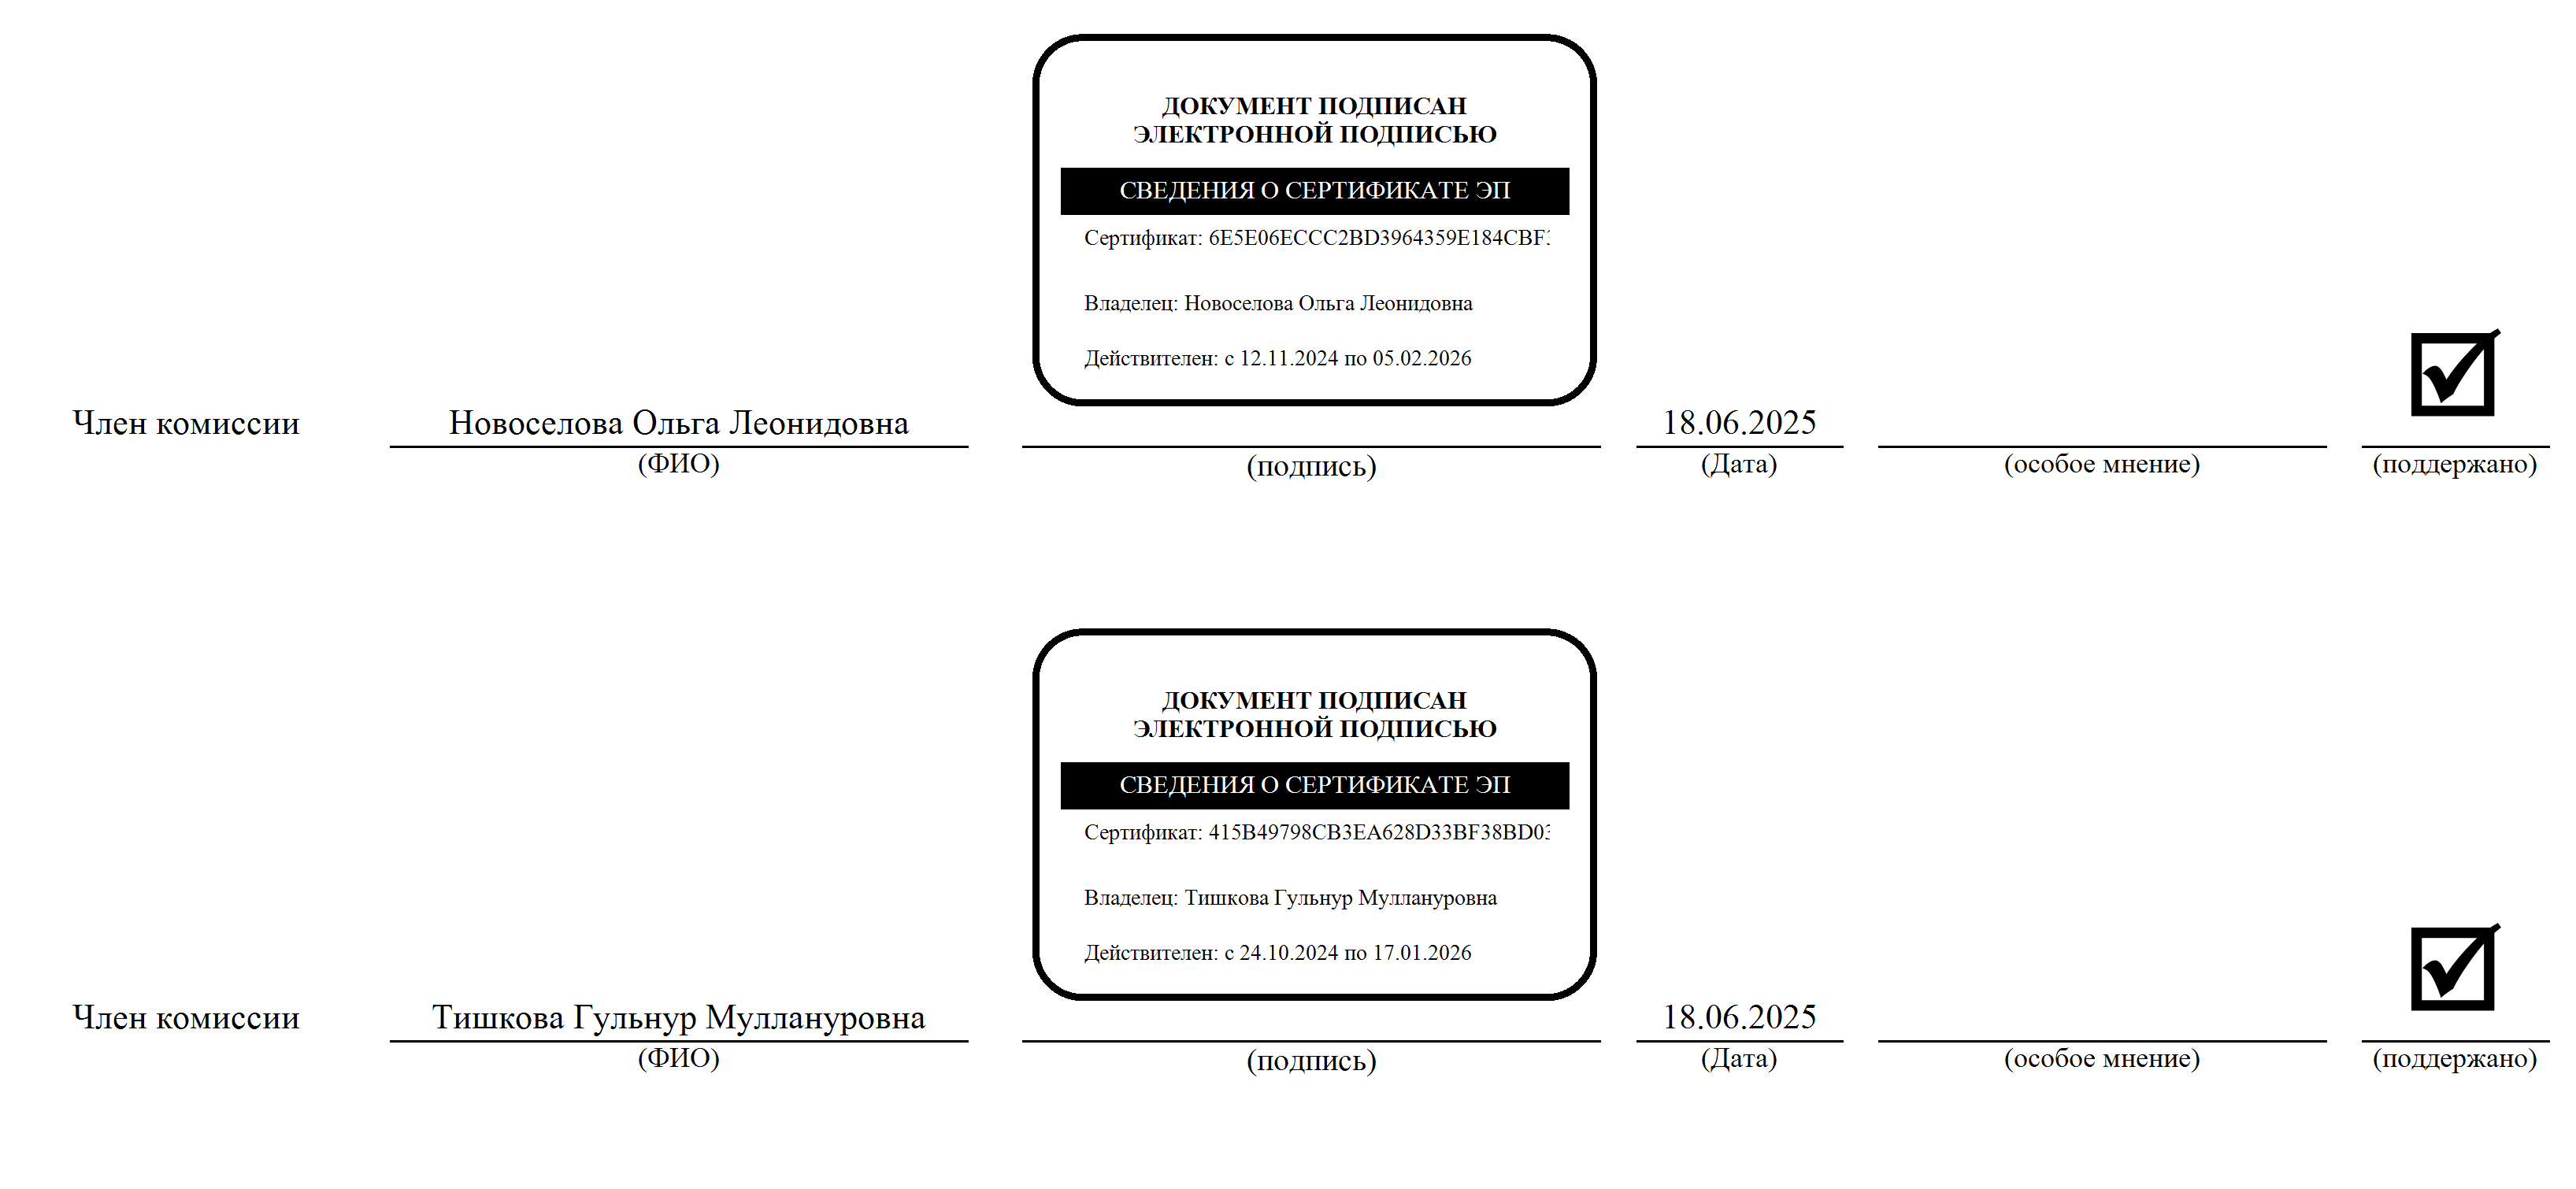 ДОКУМЕНТ ПОДПИСАН
ЭЛЕКТРОННОЙ ПОДПИСЬЮ
СВЕДЕНИЯ О СЕРТИФИКАТЕ ЭП
Сертификат: 6E5E06ECCC2BD3964359E184CBF3
Владелец: Новоселова Ольга Леонидовна
Действителен: с 12.11.2024 по 05.02.2026
Член комиссии Новоселова Ольга Леонидовна 18.06.2025
(ФИО) (подпись) (Дата) (особое мнение) (поддержано)
ДОКУМЕНТ ПОДПИСАН
ЭЛЕКТРОННОЙ ПОДПИСЬЮ
СВЕДЕНИЯ О СЕРТИФИКАТЕ ЭП
Сертификат: 415B49798CB3EA628D33BF38BD03
Владелец: Тишкова Гульнур Муллануровна
Действителен: с 24.10.2024 по 17.01.2026
Член комиссии Тишкова Гульнур Муллануровна 18.06.2025
(ФИО) (подпись) (Дата) (особое мнение) (поддержано)